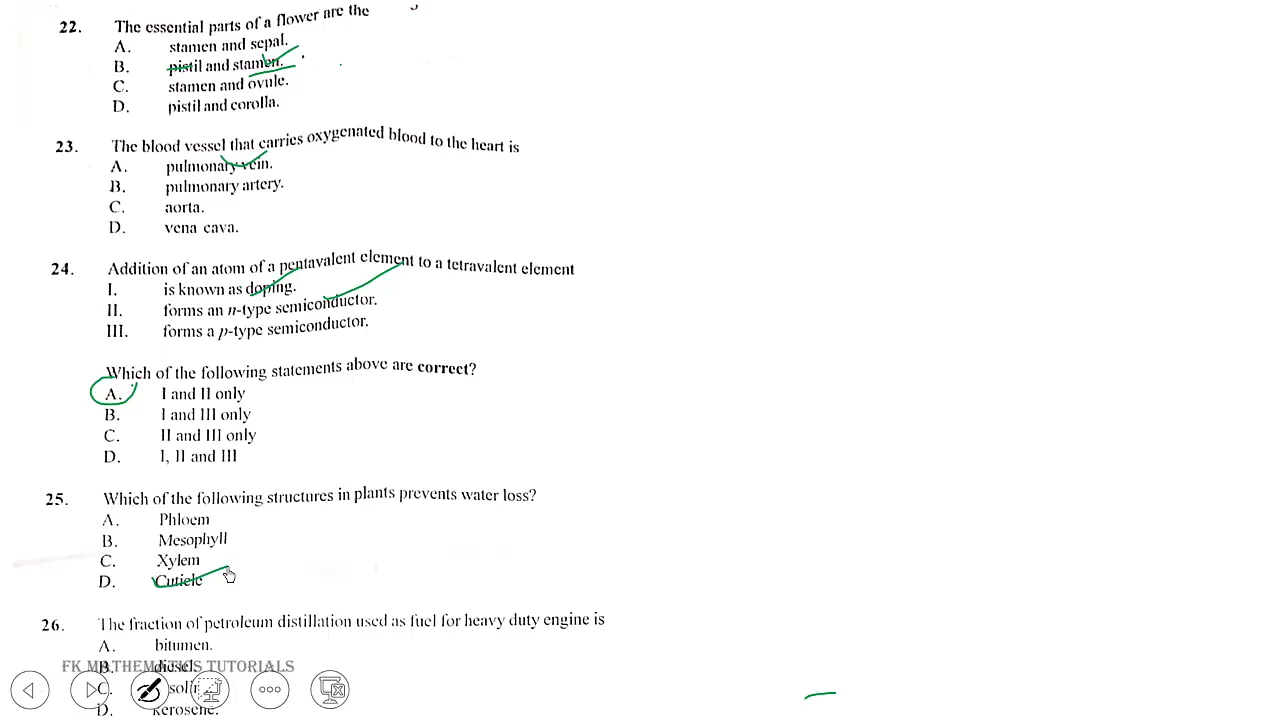 22. The essential parts of a flower are the
A. stamen and sepal.
B. pistil and stamen.
C. stamen and ovule.
D. pistil and corolla.
23. The blood vessel that carries oxygenated blood to the heart is
A. pulmonary vein.
B. pulmonary artery.
C. aorta.
D. vena cava.
24. Addition of an atom of a pentavalent element to a tetravalent element
I. is known as doping.
II. forms an n-type semiconductor.
III. forms a p-type semiconductor.
Which of the following statements above are correct?
A. I and II only
B. I and III only
C. II and III only
D. I, II and III
25. Which of the following structures in plants prevents water loss?
A. Phloem
B. Mesophyll
C. Xylem
D. Cuticle
26. The fraction of petroleum distillation used as fuel for heavy duty engine is
A. bitumen.
FK MATHEMATICS TUTORIALS
B. diesel.
C.
D. kerosene.